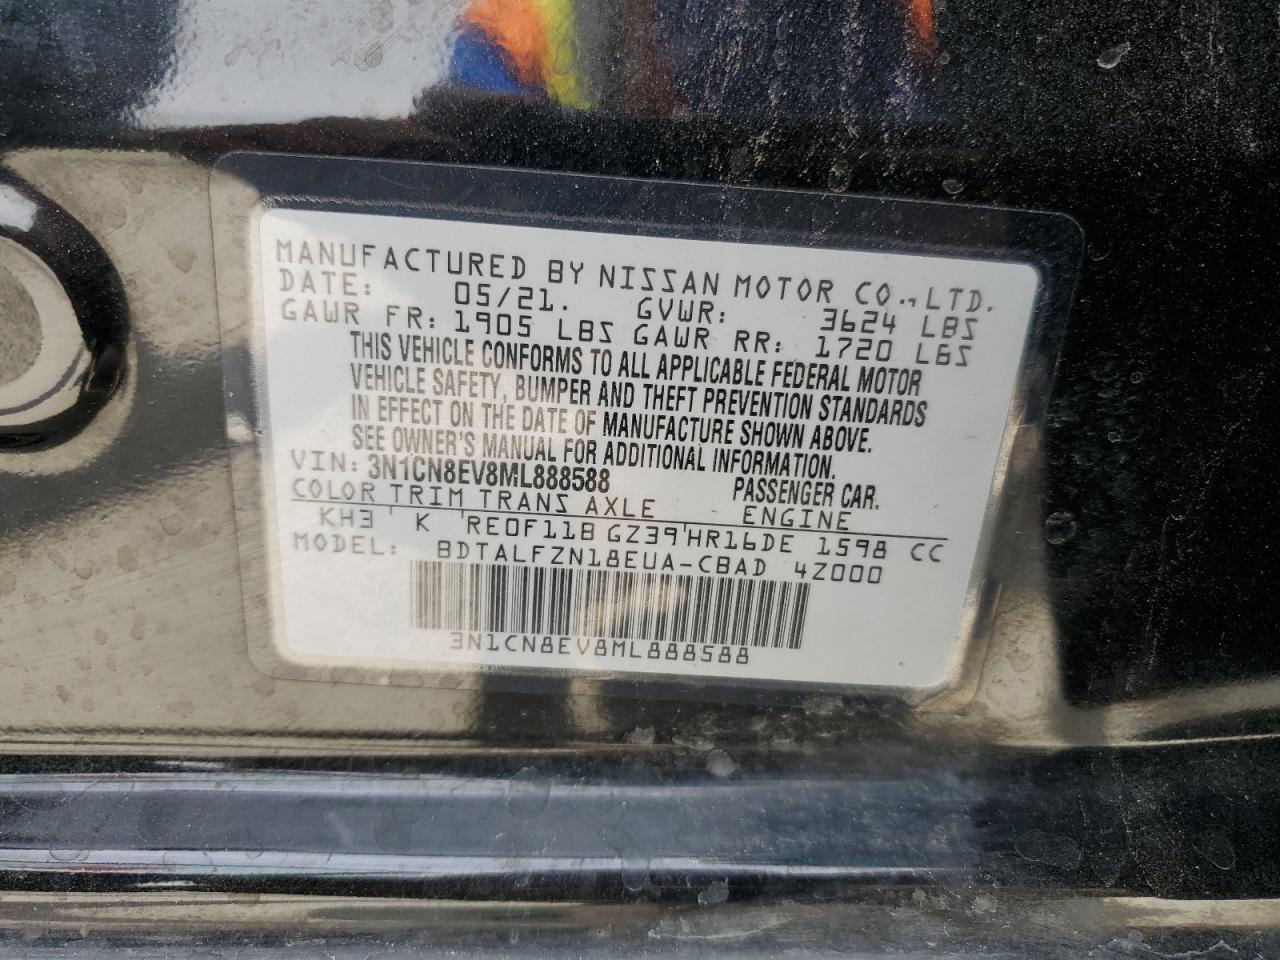 MANUFACTURED BY NISSAN MOTOR CO., LTD.
DATE: 05/21. GVWR: 3624 LBS
GAWR FR: 1905 LBS GAWR RR: 1720 LBS
THIS VEHICLE CONFORMS TO ALL APPLICABLE FEDERAL MOTOR
VEHICLE SAFETY, BUMPER AND THEFT PREVENTION STANDARDS
IN EFFECT ON THE DATE OF MANUFACTURE SHOWN ABOVE.
SEE OWNER'S MANUAL FOR ADDITIONAL INFORMATION.
VIN: 3N1CN8EV8ML888588 PASSENGER CAR.
COLOR TRIM TRANS AXLE ENGINE
KH3 K RE0F11B GZ39 HR16DE 1598 CC
MODEL: BDTALFZN18EUA-CBAD 4Z000
3N1CN8EV8ML888588